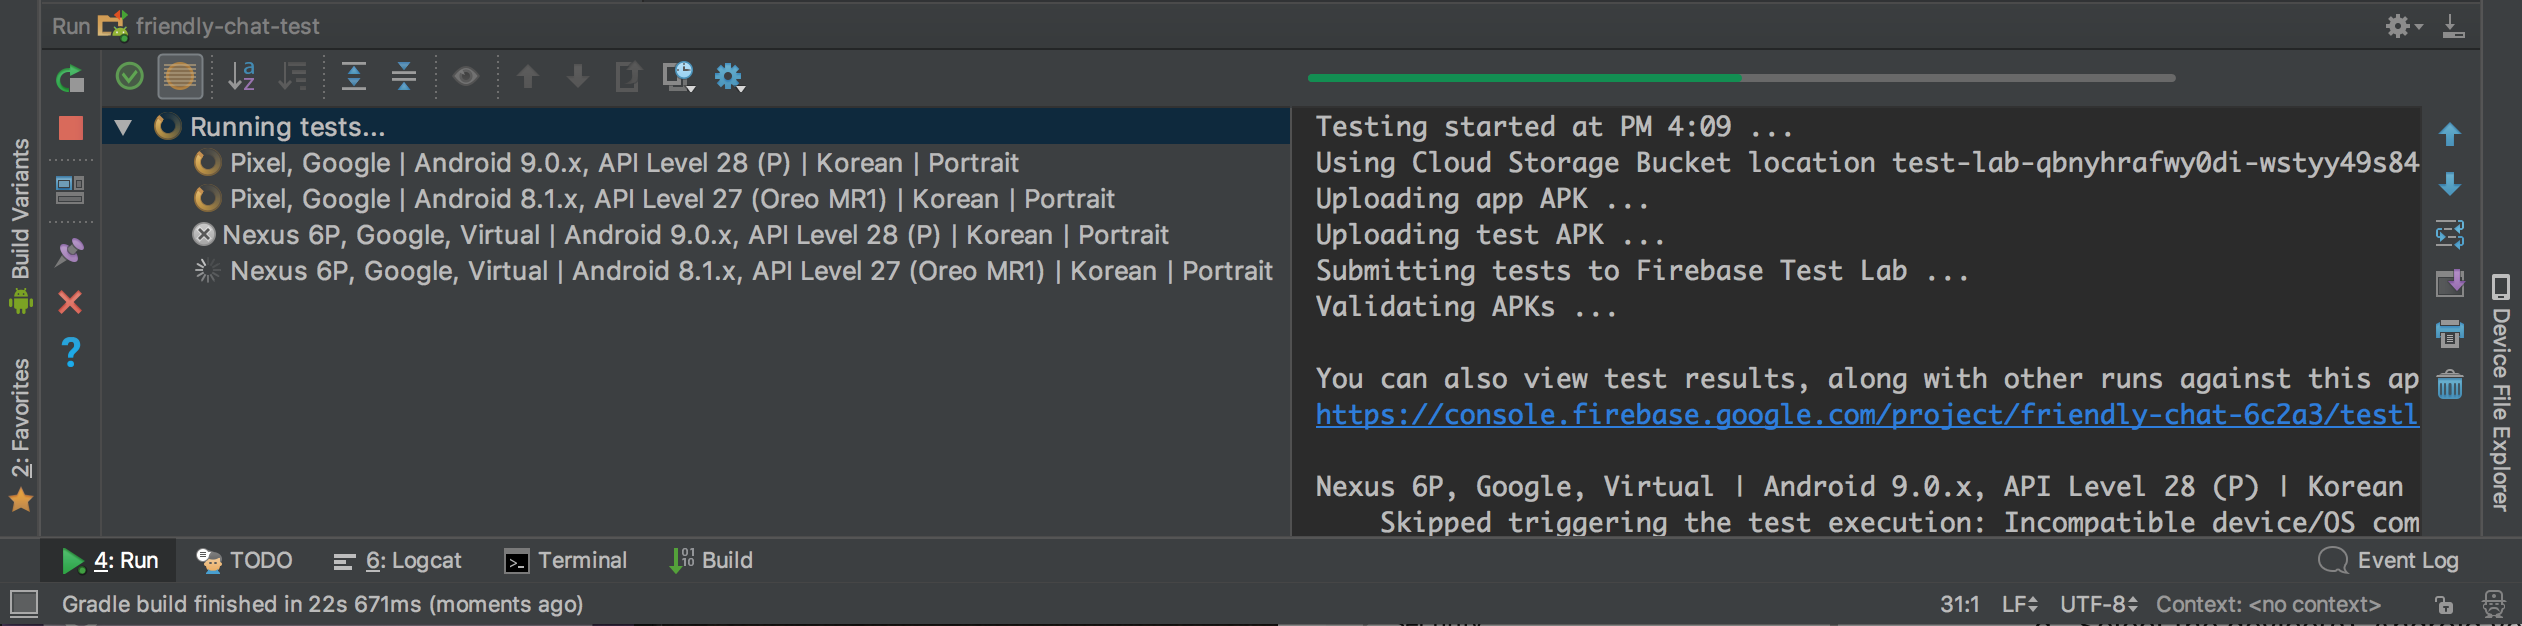 Run friendly-chat-test
Running tests...
Pixel, Google | Android 9.0.x, API Level 28 (P) | Korean | Portrait
Pixel, Google | Android 8.1.x, API Level 27 (Oreo MR1) | Korean | Portrait
Nexus 6P, Google, Virtual | Android 9.0.x, API Level 28 (P) | Korean | Portrait
Nexus 6P, Google, Virtual | Android 8.1.x, API Level 27 (Oreo MR1) | Korean | Portrait
Testing started at PM 4:09 ...
Using Cloud Storage Bucket location test-lab-qbnyhrafwy0di-wstyy49s84
Uploading app APK ...
Uploading test APK ...
Submitting tests to Firebase Test Lab ...
Validating APKs ...
You can also view test results, along with other runs against this ap
https://console.firebase.google.com/project/friendly-chat-6c2a3/testl
Nexus 6P, Google, Virtual | Android 9.0.x, API Level 28 (P) | Korean
Skipped triggering the test execution: Incompatible device/OS com
Build Variants
2: Favorites
Device File Explorer
4: Run TODO 6: Logcat Terminal Build Event Log
Gradle build finished in 22s 671ms (moments ago) 31:1 LF UTF-8 Context: <no context>